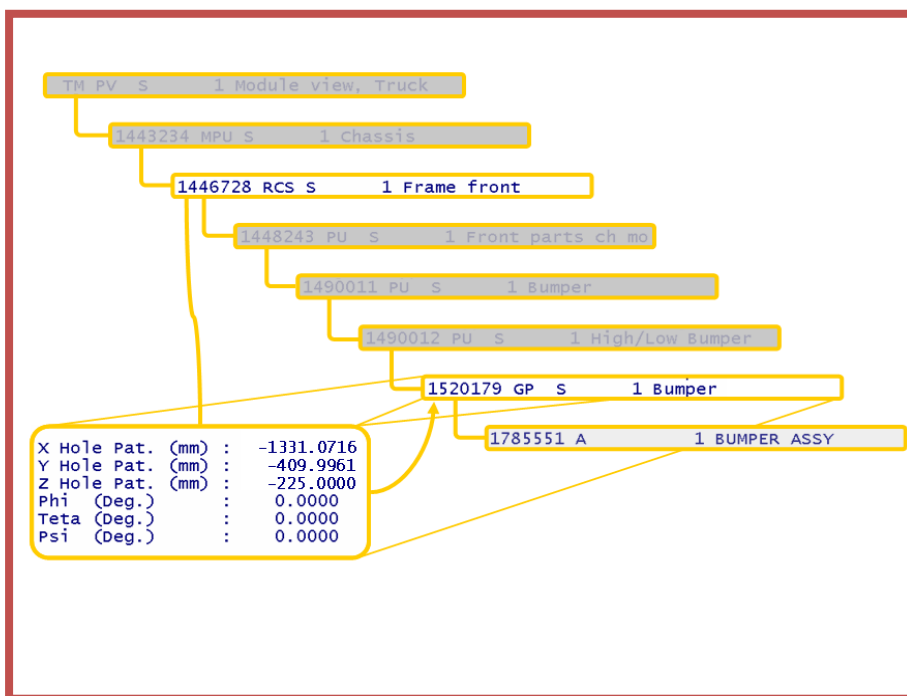 TM PV S 1 Module view, Truck
1443234 MPU S 1 Chassis
1446728 RCS S 1 Frame front
1448243 PU S 1 Front parts ch mo
1490011 PU S 1 Bumper
1490012 PU S 1 High/Low Bumper
1520179 GP S 1 Bumper
1785551 A 1 BUMPER ASSY
X Hole Pat. (mm) : -1331.0716
Y Hole Pat. (mm) : -409.9961
Z Hole Pat. (mm) : -225.0000
Phi (Deg.) : 0.0000
Teta (Deg.) : 0.0000
Psi (Deg.) : 0.0000